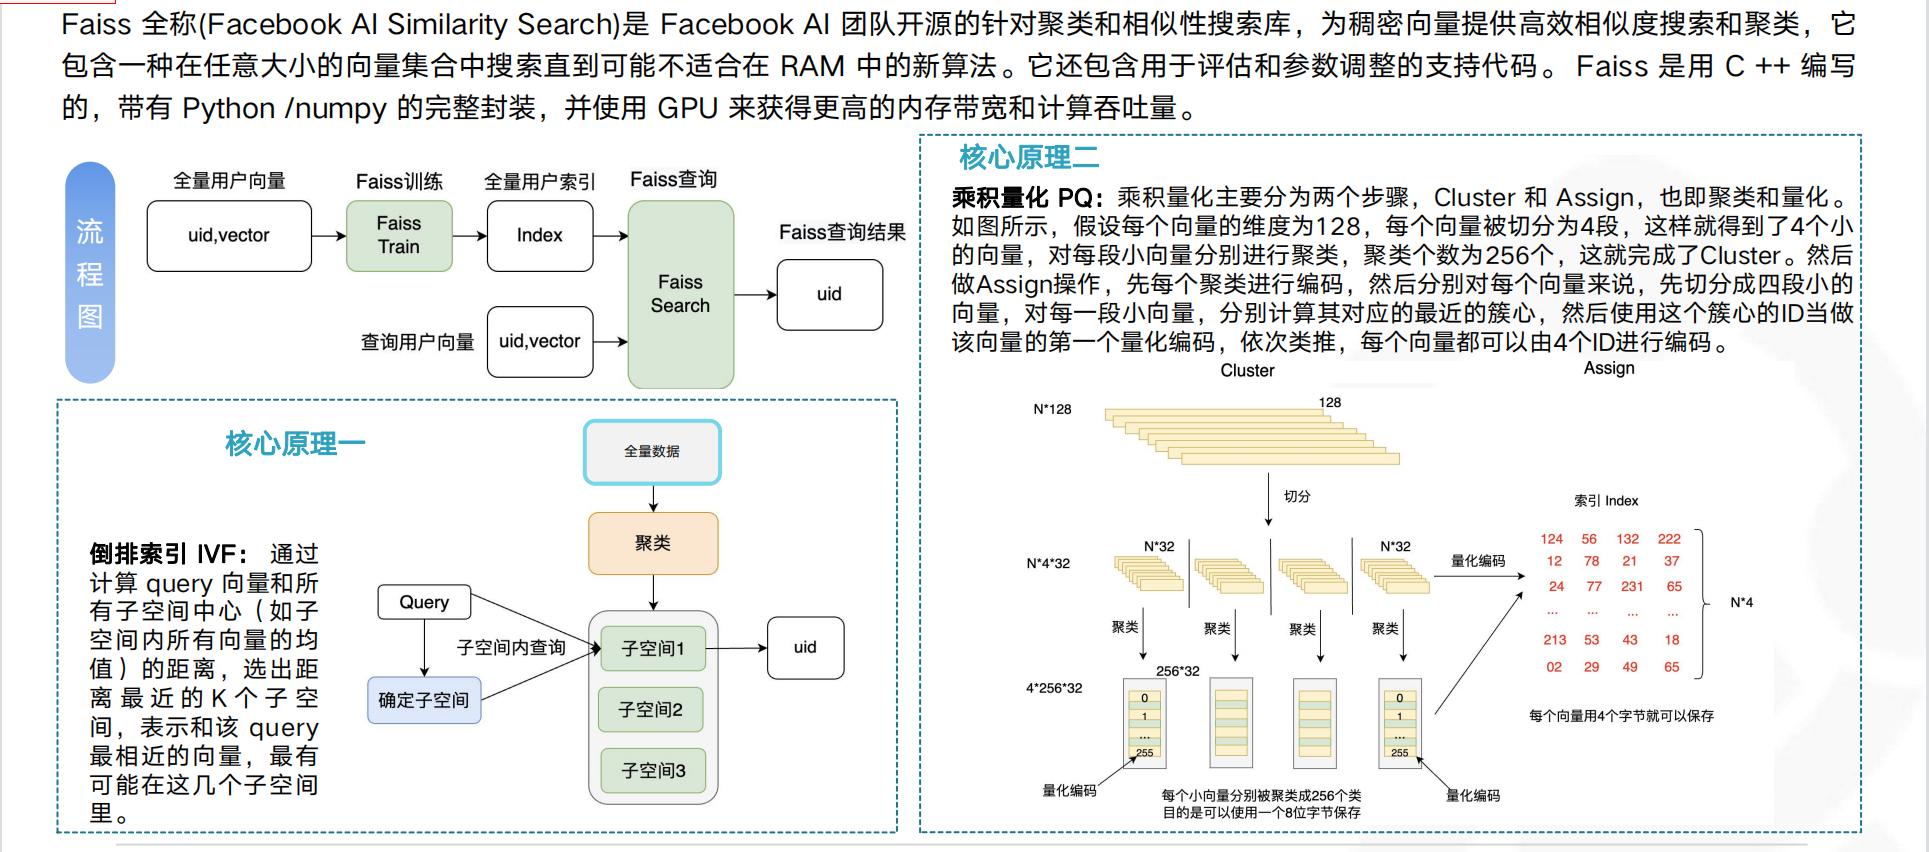 Faiss 全称(Facebook AI Similarity Search)是 Facebook AI 团队开源的针对聚类和相似性搜索库，为稠密向量提供高效相似度搜索和聚类，它
包含一种在任意大小的向量集合中搜索直到可能不适合在 RAM 中的新算法。它还包含用于评估和参数调整的支持代码。 Faiss 是用 C ++ 编写
的，带有 Python /numpy 的完整封装，并使用 GPU 来获得更高的内存带宽和计算吞吐量。
流
程
图
全量用户向量
uid,vector
Faiss训练
Faiss
Train
全量用户索引
Index
Faiss查询
Faiss
Search
Faiss查询结果
uid
查询用户向量
uid,vector
核心原理一
倒排索引 IVF： 通过
计算 query 向量和所
有子空间中心（如子
空间内所有向量的均
值）的距离，选出距
离最近的K个子空
间，表示和该 query
最相近的向量，最有
可能在这几个子空间
里。
全量数据
聚类
Query
子空间内查询
确定子空间
子空间1
子空间2
子空间3
uid
核心原理二
乘积量化 PQ：乘积量化主要分为两个步骤，Cluster 和 Assign，也即聚类和量化。
如图所示，假设每个向量的维度为128，每个向量被切分为4段，这样就得到了4个小
的向量，对每段小向量分别进行聚类，聚类个数为256个，这就完成了Cluster。然后
做Assign操作，先每个聚类进行编码，然后分别对每个向量来说，先切分成四段小的
向量，对每一段小向量，分别计算其对应的最近的簇心，然后使用这个簇心的ID当做
该向量的第一个量化编码，依次类推，每个向量都可以由4个ID进行编码。
Cluster
Assign
N*128
128
切分
N*4*32
N*32
N*32
量化编码
聚类
聚类
聚类
聚类
4*256*32
256*32
0
1
...
255
0
1
...
255
量化编码
量化编码
每个小向量分别被聚类成256个类
目的是可以使用一个8位字节保存
索引 Index
124 56 132 222
12 78 21 37
24 77 231 65
... ... ... ...
213 53 43 18
02 29 49 65
N*4
每个向量用4个字节就可以保存